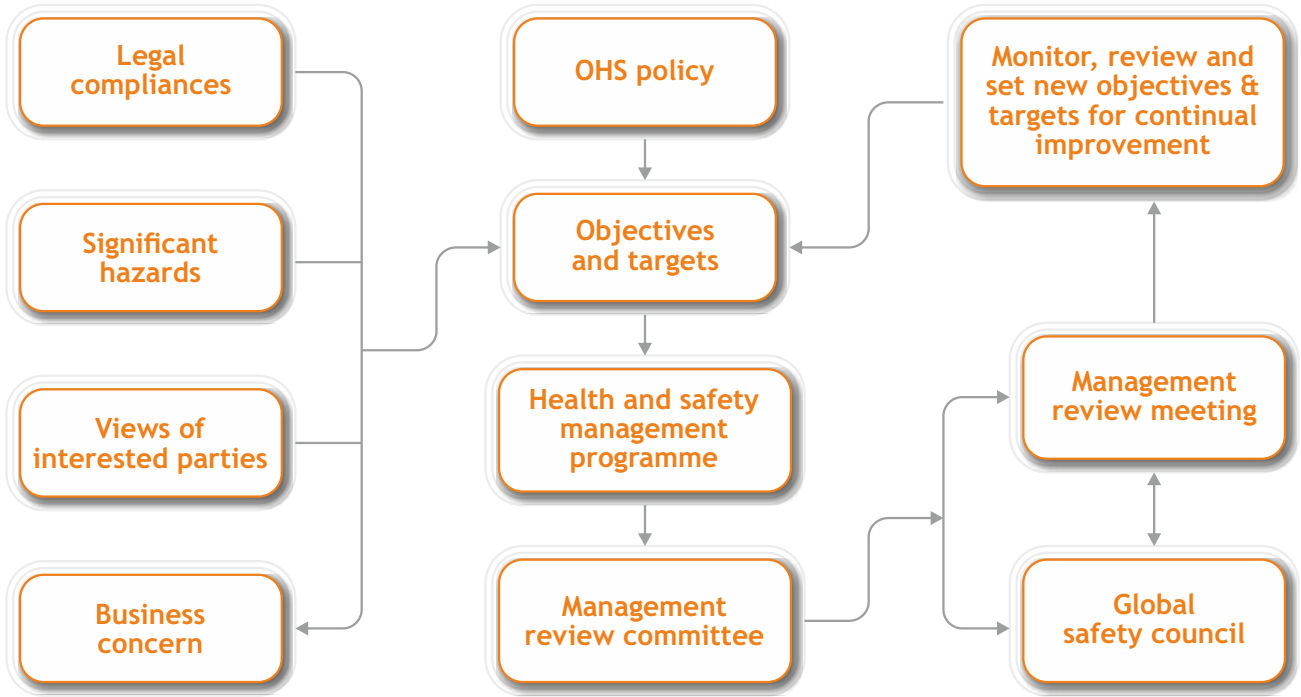 Legal
compliances
Significant
hazards
Views of
interested parties
Business
concern
OHS policy
Objectives
and targets
Health and safety
management
programme
Management
review committee
Monitor, review and
set new objectives &
targets for continual
improvement
Management
review meeting
Global
safety council